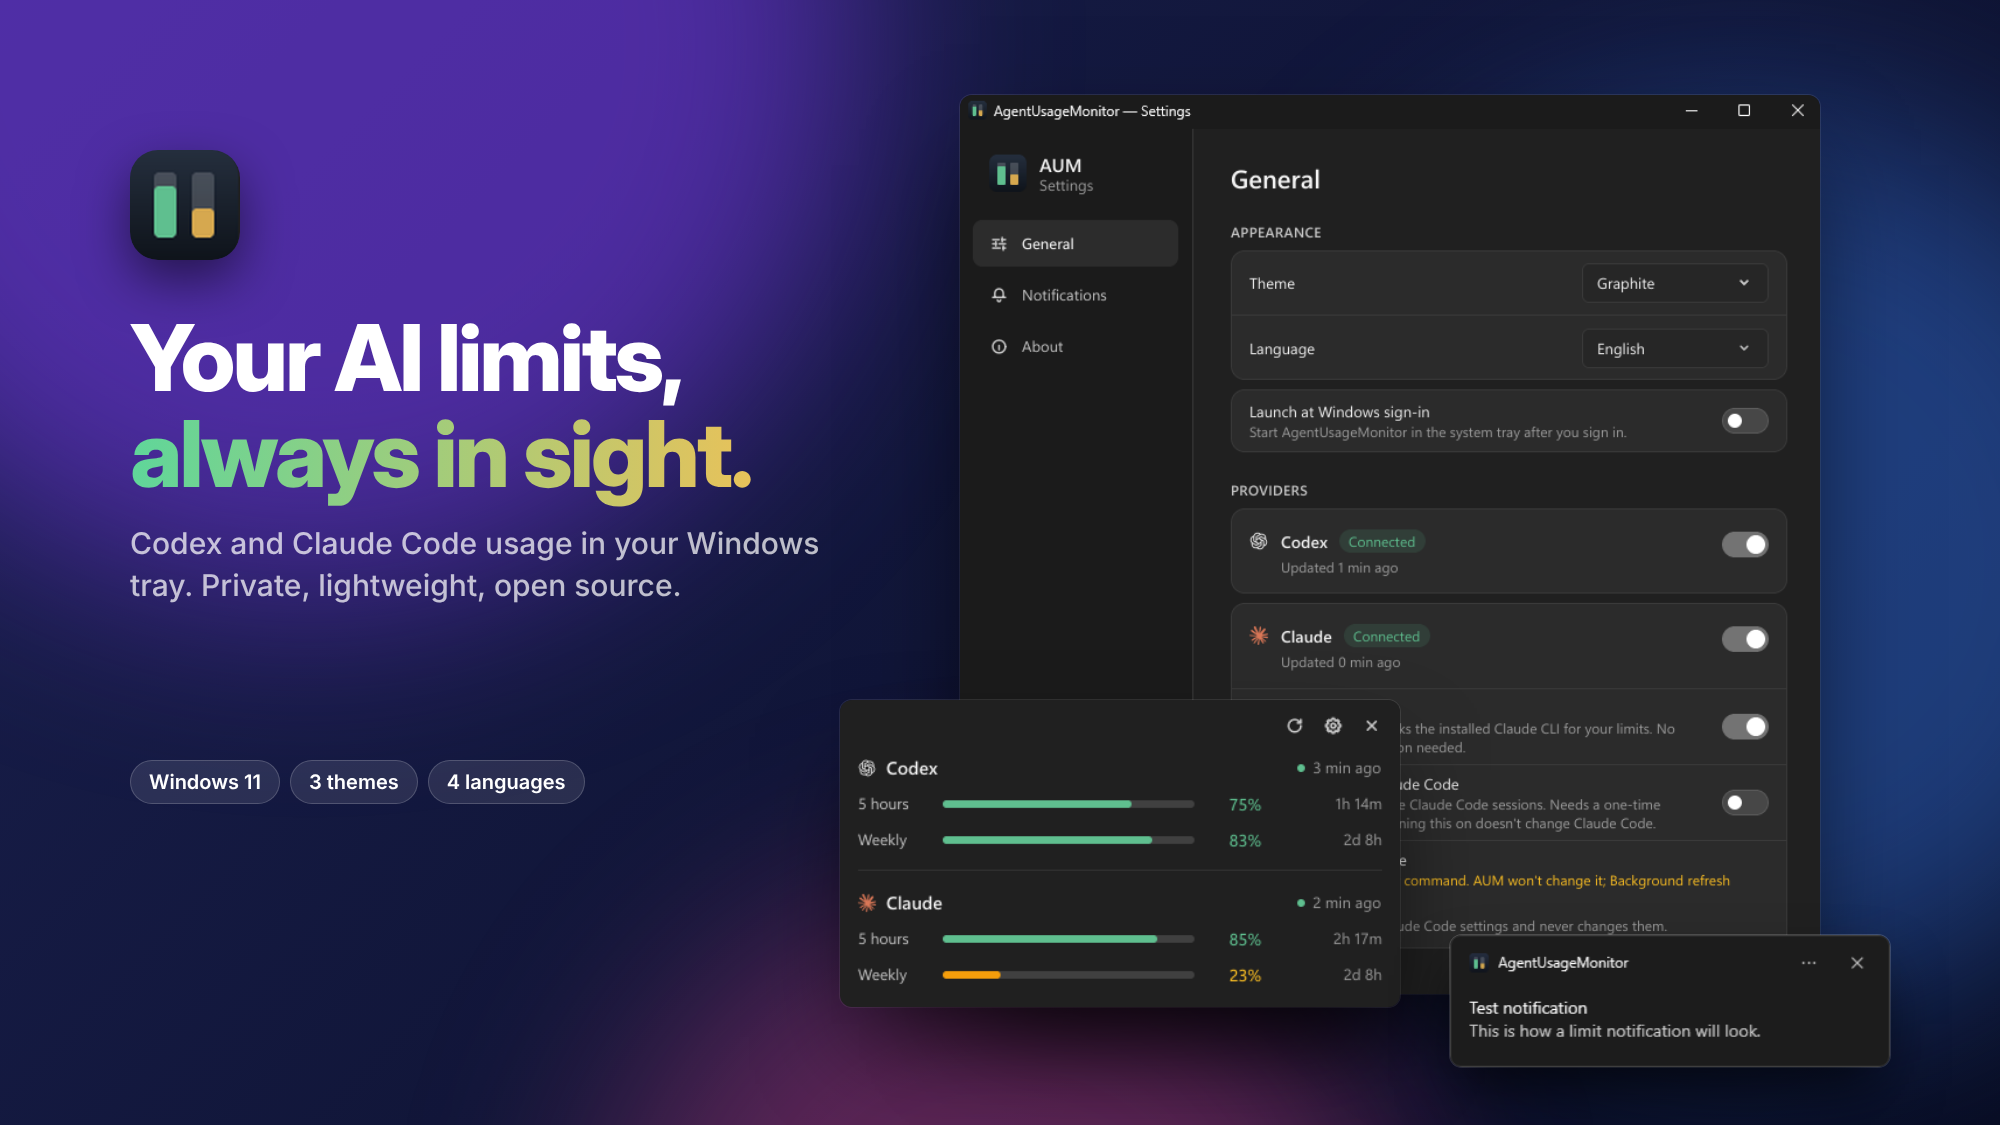 Your AI limits,
always in sight.
Codex and Claude Code usage in your Windows
tray. Private, lightweight, open source.
Windows 11
3 themes
4 languages
AgentUsageMonitor — Settings
AUM
Settings
General
Notifications
About
General
APPEARANCE
Theme
Graphite
Language
English
Launch at Windows sign-in
Start AgentUsageMonitor in the system tray after you sign in.
PROVIDERS
Codex Connected
Updated 1 min ago
Claude Connected
Updated 0 min ago
the installed Claude CLI for your limits. No
needed.
Code
Claude Code sessions. Needs a one-time
this on doesn't change Claude Code.
command. AUM won't change it; Background refresh
Code settings and never changes them.
Codex 3 min ago
5 hours 75% 1h 14m
Weekly 83% 2d 8h
Claude 2 min ago
5 hours 85% 2h 17m
Weekly 23% 2d 8h
AgentUsageMonitor
Test notification
This is how a limit notification will look.